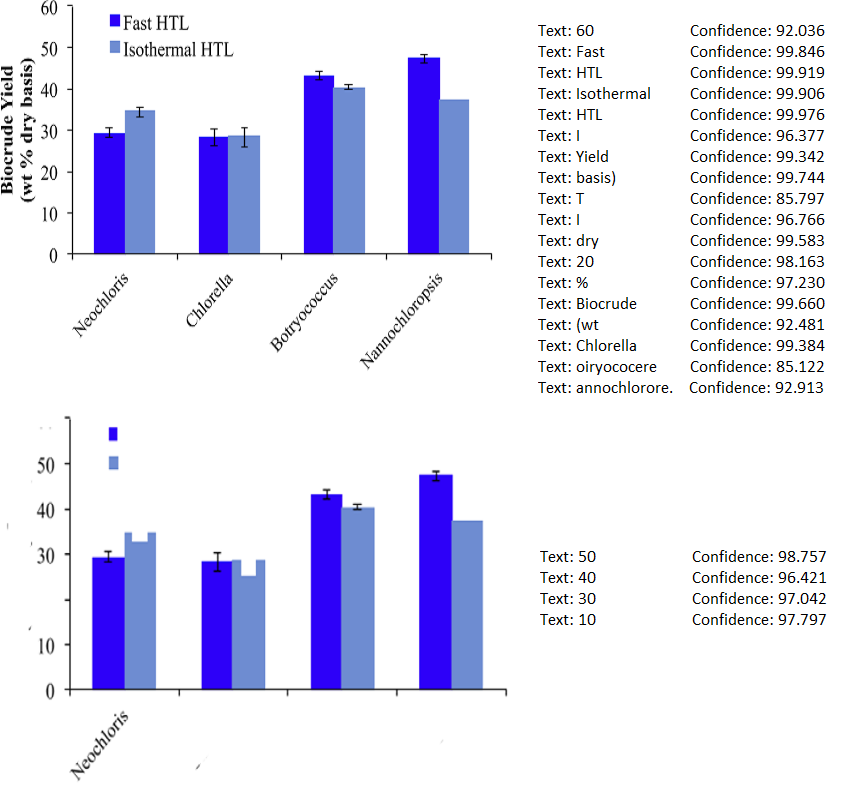 60
Fast HTL
Isothermal HTL
50
40
30
20
10
0
Biocrude Yield
(wt % dry basis)
Neochloris
Chlorella
Botryococcus
Nannochloropsis
Text: 60 Confidence: 92.036
Text: Fast Confidence: 99.846
Text: HTL Confidence: 99.919
Text: Isothermal Confidence: 99.906
Text: HTL Confidence: 99.976
Text: I Confidence: 96.377
Text: Yield Confidence: 99.342
Text: basis) Confidence: 99.744
Text: T Confidence: 85.797
Text: I Confidence: 96.766
Text: dry Confidence: 99.583
Text: 20 Confidence: 98.163
Text: % Confidence: 97.230
Text: Biocrude Confidence: 99.660
Text: (wt Confidence: 92.481
Text: Chlorella Confidence: 99.384
Text: oiryococere Confidence: 85.122
Text: annochlorore. Confidence: 92.913
50
40
30
10
0
Neochloris
Text: 50 Confidence: 98.757
Text: 40 Confidence: 96.421
Text: 30 Confidence: 97.042
Text: 10 Confidence: 97.797